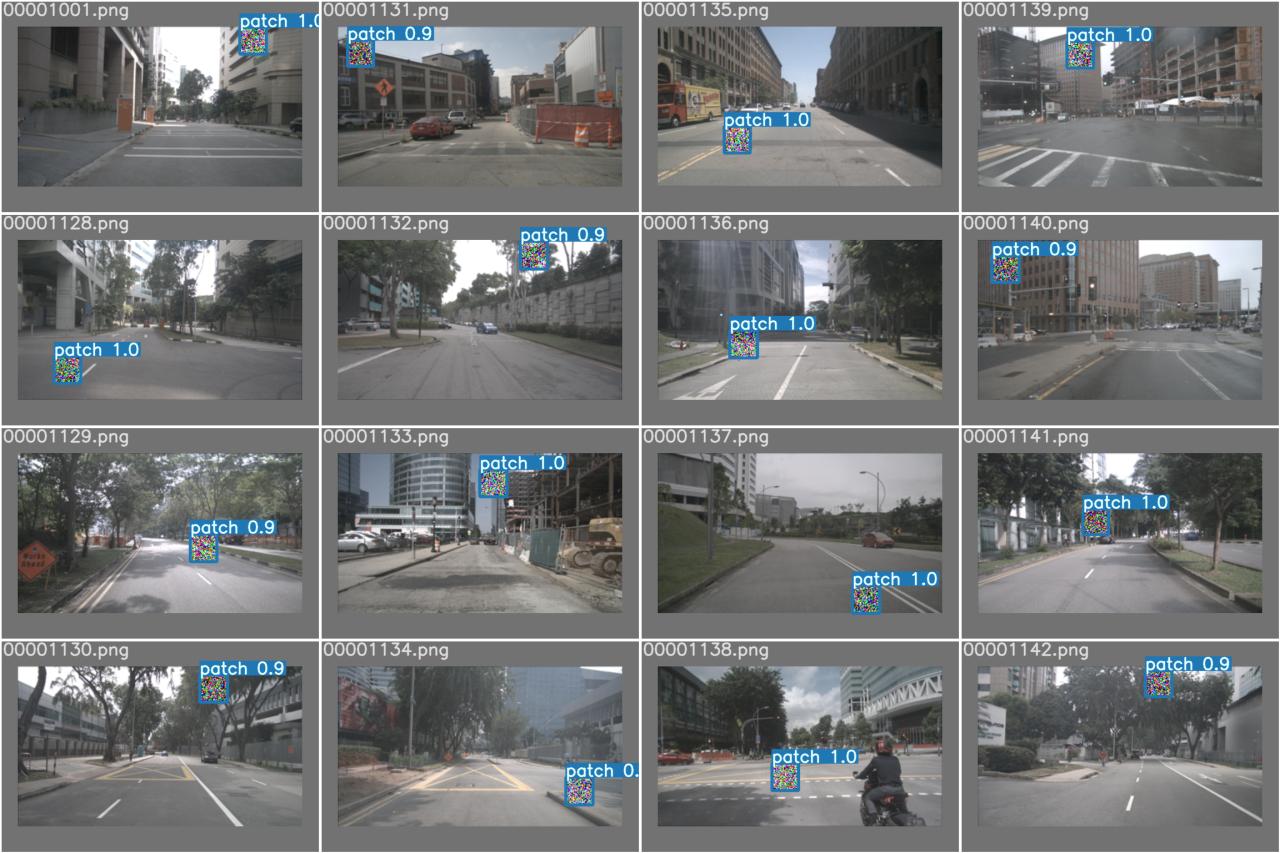 00001001.png
patch 1.0
00001131.png
patch 0.9
00001135.png
patch 1.0
00001139.png
patch 1.0
00001128.png
patch 1.0
00001132.png
patch 0.9
00001136.png
patch 1.0
00001140.png
patch 0.9
00001129.png
patch 0.9
Works
Ahead
00001133.png
patch 1.0
00001137.png
patch 1.0
00001141.png
patch 1.0
00001130.png
patch 0.9
00001134.png
patch 0.
00001138.png
patch 1.0
00001142.png
patch 0.9